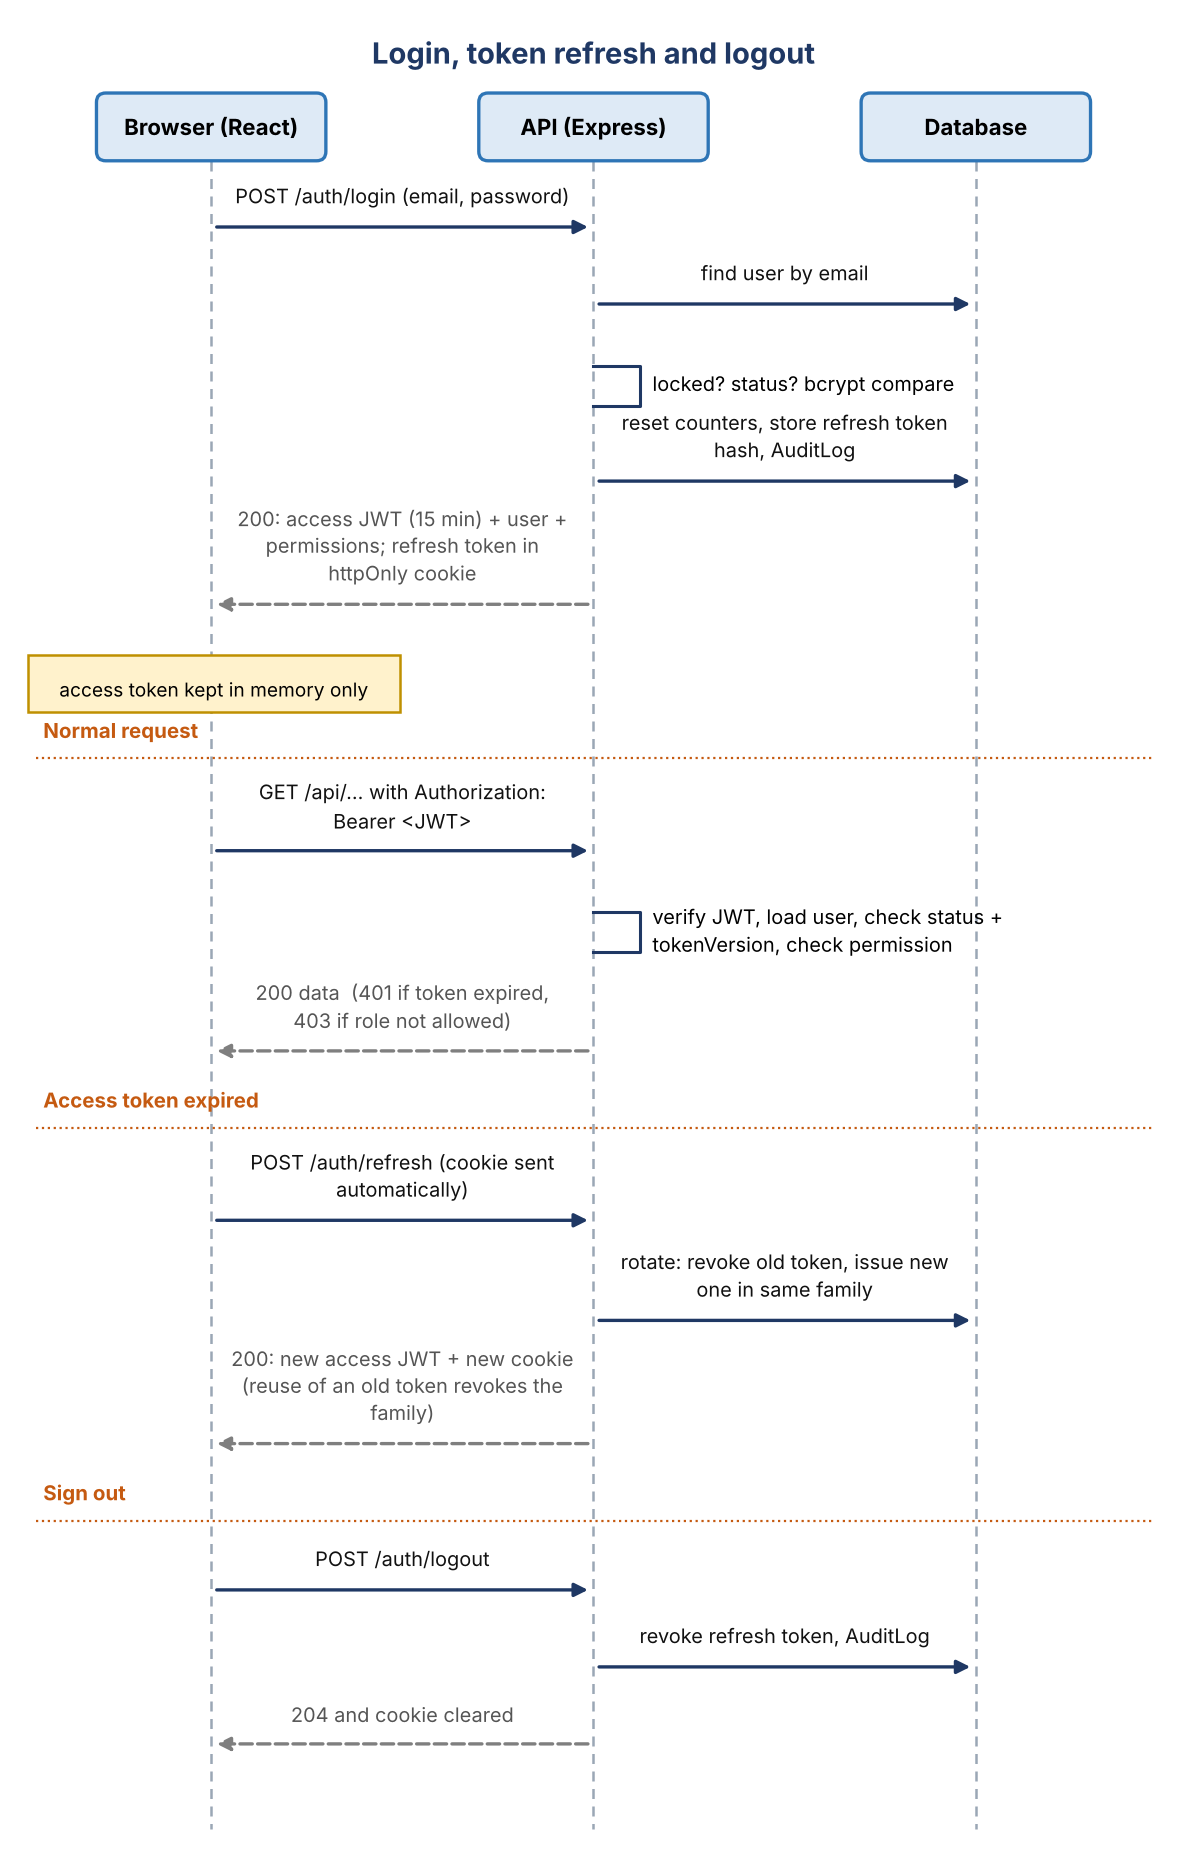 Login, token refresh and logout
Browser (React)
API (Express)
Database
POST /auth/login (email, password)
find user by email
locked? status? bcrypt compare
reset counters, store refresh token
hash, AuditLog
200: access JWT (15 min) + user +
permissions; refresh token in
httpOnly cookie
access token kept in memory only
Normal request
GET /api/... with Authorization:
Bearer <JWT>
verify JWT, load user, check status +
tokenVersion, check permission
200 data  (401 if token expired,
403 if role not allowed)
Access token expired
POST /auth/refresh (cookie sent
automatically)
rotate: revoke old token, issue new
one in same family
200: new access JWT + new cookie
(reuse of an old token revokes the
family)
Sign out
POST /auth/logout
revoke refresh token, AuditLog
204 and cookie cleared